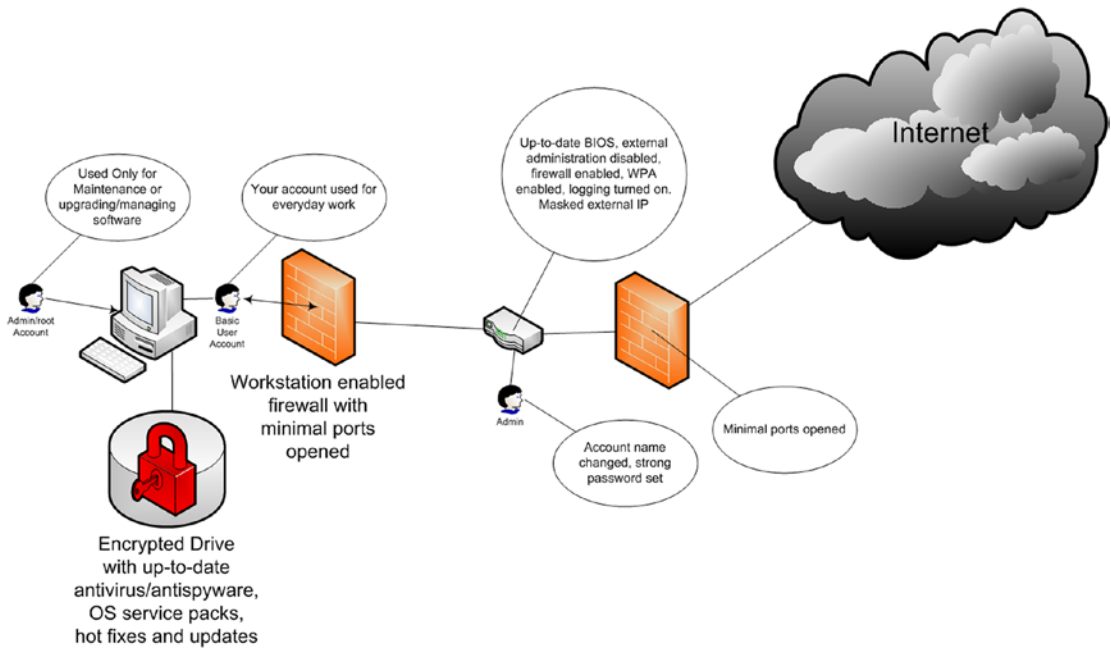 Used Only for
Maintenance or
upgrading/managing
software
Your account used for
everyday work
Up-to-date BIOS, external
administration disabled,
firewall enabled, WPA
enabled, logging turned on.
Masked external IP
Internet
Admin/root
Account
Basic
User
Account
Workstation enabled
firewall with
minimal ports
opened
Admin
Account name
changed, strong
password set
Minimal ports opened
Encrypted Drive
with up-to-date
antivirus/antispyware,
OS service packs,
hot fixes and updates